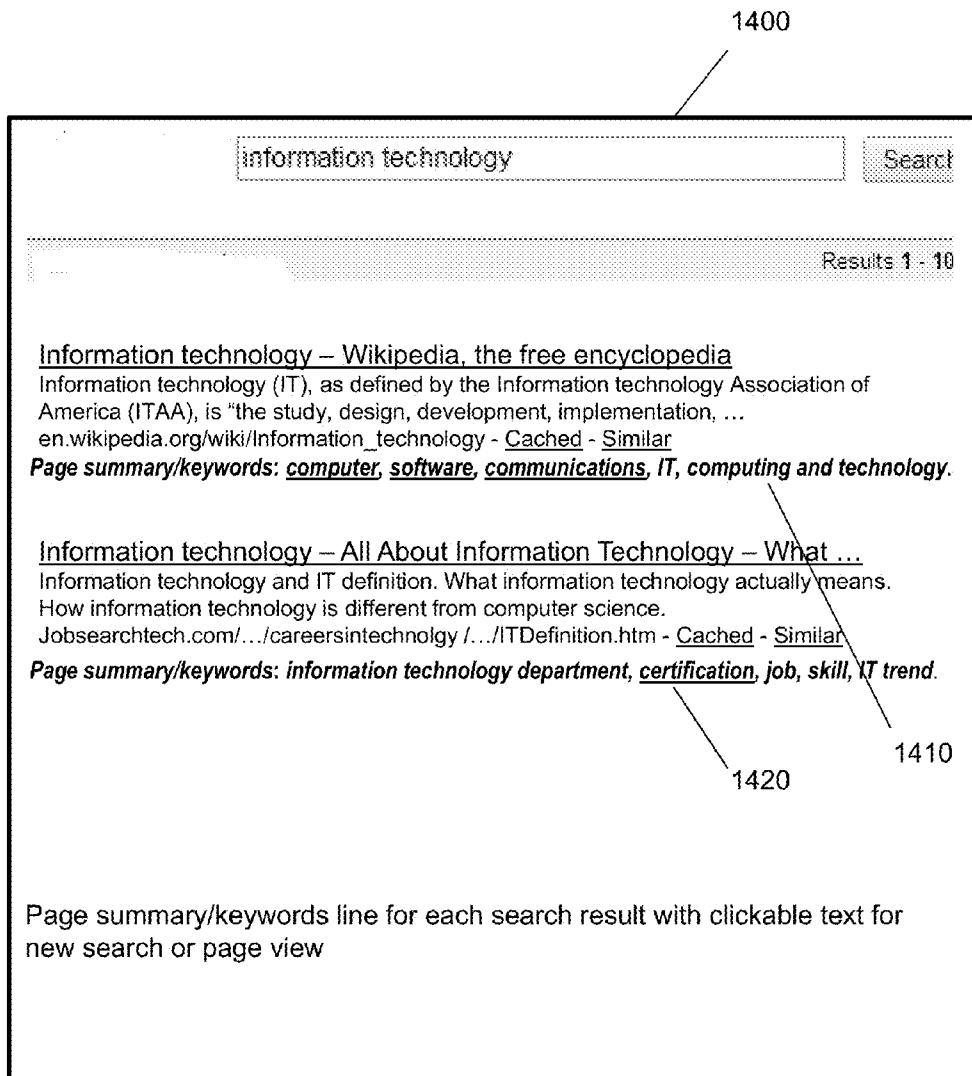 1400
information technology
Search
Results 1 - 10
Information technology – Wikipedia, the free encyclopedia
Information technology (IT), as defined by the Information technology Association of
America (ITAA), is “the study, design, development, implementation, …
en.wikipedia.org/wiki/Information_technology - Cached - Similar
Page summary/keywords: computer, software, communications, IT, computing and technology.
Information technology – All About Information Technology – What …
Information technology and IT definition. What information technology actually means.
How information technology is different from computer science.
Jobsearchtech.com/…/careersintechnolgy /…/ITDefinition.htm - Cached - Similar
Page summary/keywords: information technology department, certification, job, skill, IT trend.
1410
1420
Page summary/keywords line for each search result with clickable text for
new search or page view